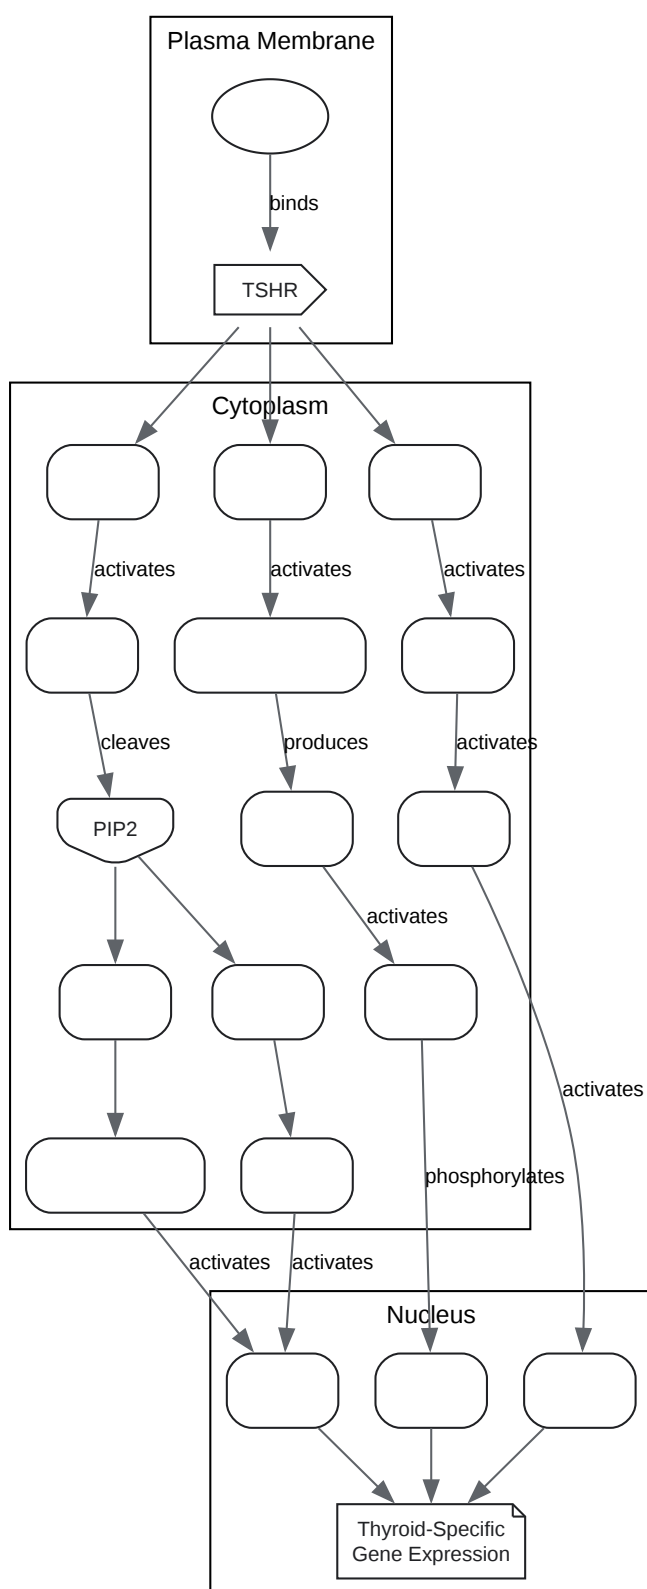 Plasma Membrane
binds
TSHR
Cytoplasm
activates
activates
activates
cleaves
produces
activates
PIP2
activates
activates
phosphorylates
activates
activates
Nucleus
Thyroid-Specific
Gene Expression